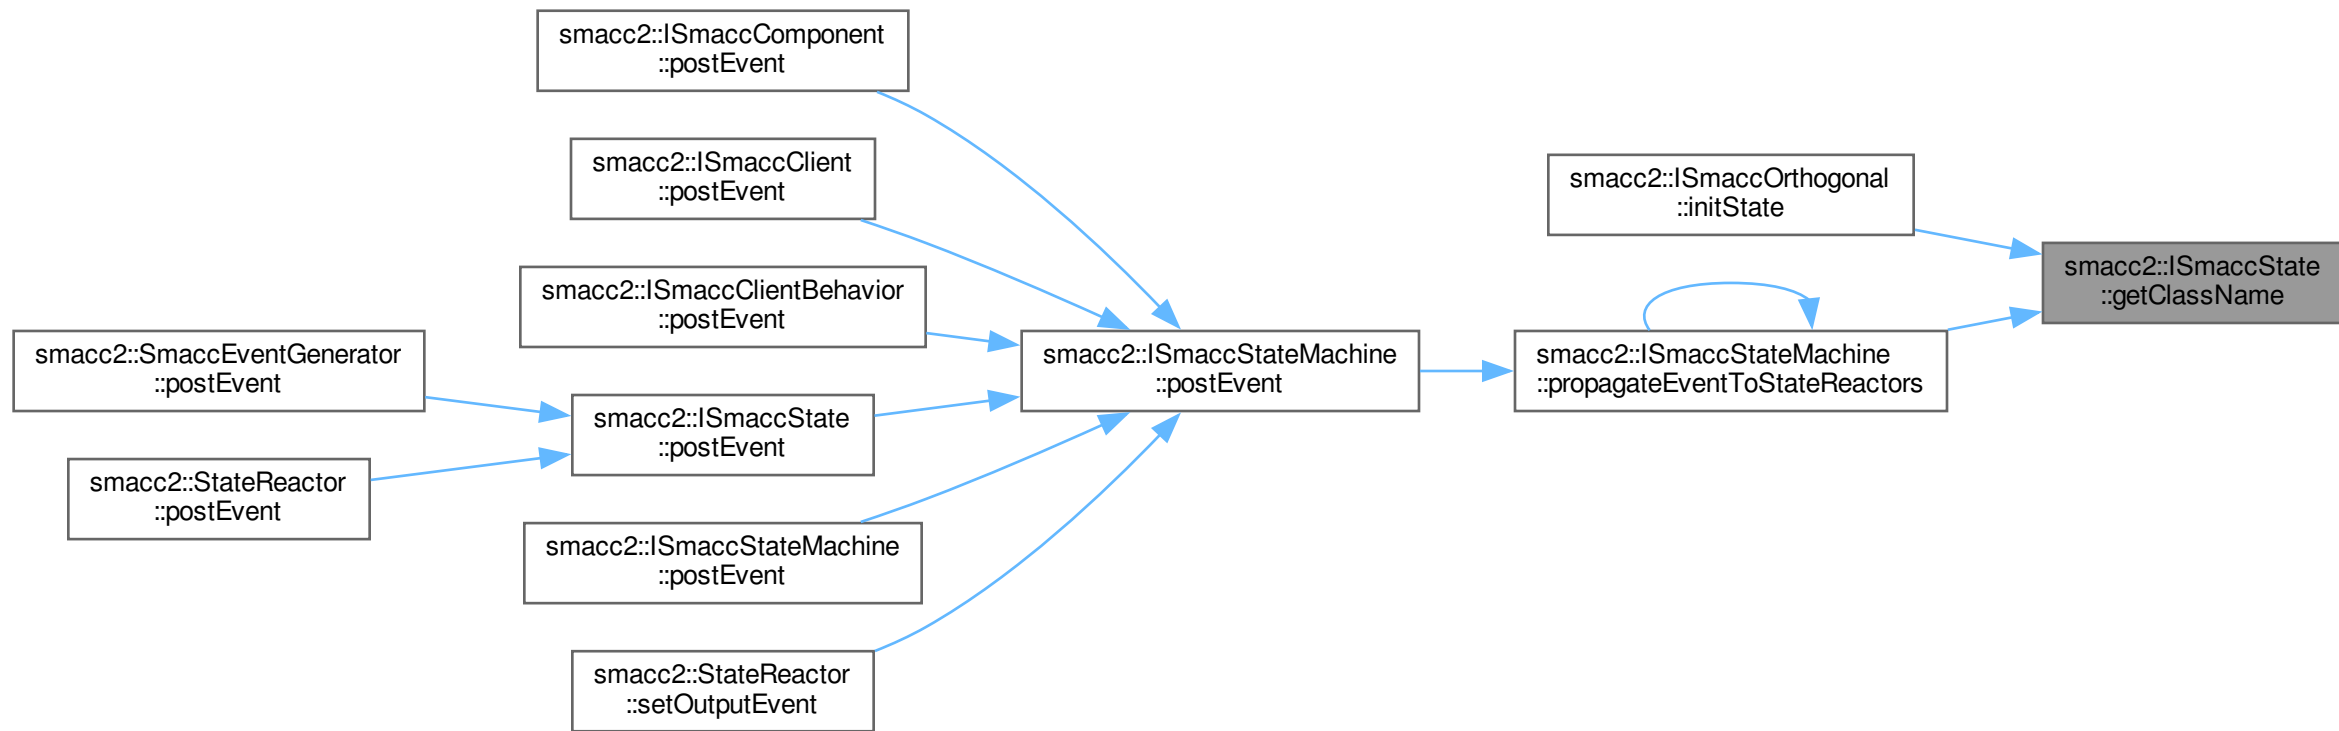 smacc2::ISmaccComponent
::postEvent
smacc2::ISmaccClient
::postEvent
smacc2::ISmaccOrthogonal
::initState
smacc2::ISmaccState
::getClassName
smacc2::ISmaccClientBehavior
::postEvent
smacc2::SmaccEventGenerator
::postEvent
smacc2::ISmaccStateMachine
::postEvent
smacc2::ISmaccStateMachine
::propagateEventToStateReactors
smacc2::ISmaccState
::postEvent
smacc2::StateReactor
::postEvent
smacc2::ISmaccStateMachine
::postEvent
smacc2::StateReactor
::setOutputEvent